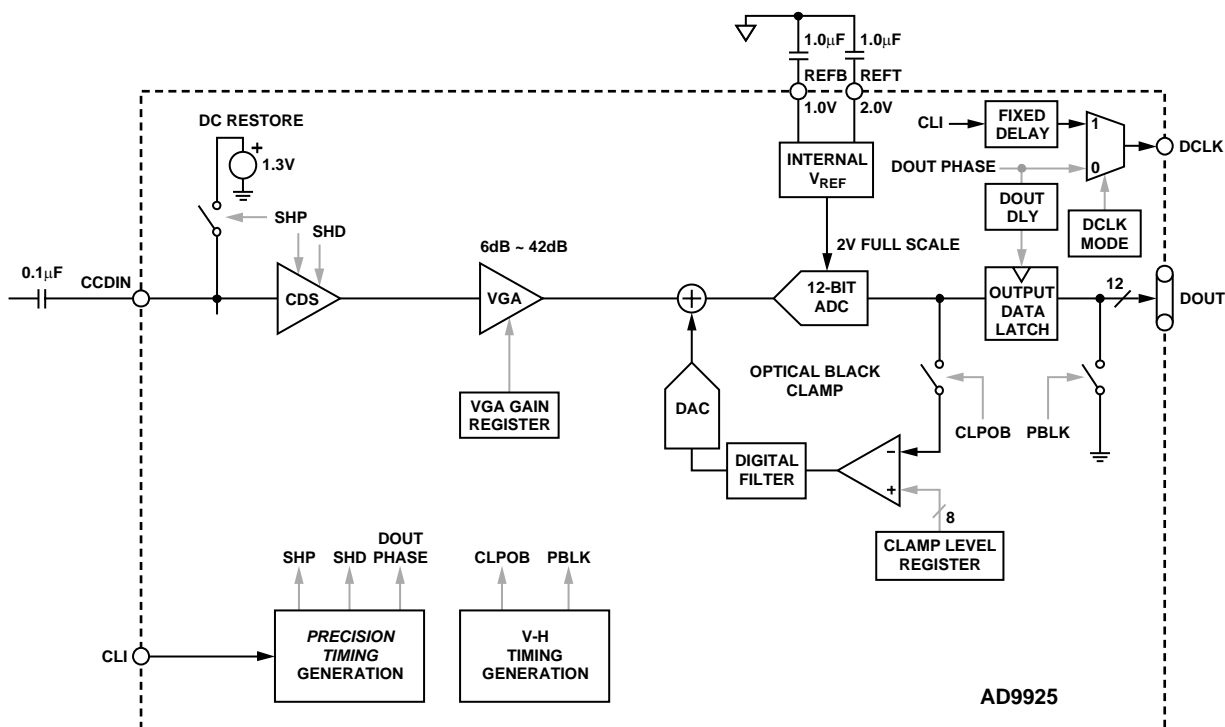 1.0μF
1.0μF
REFB
REFT
1.0V
2.0V
DC RESTORE
+
1.3V
CLI
FIXED
DELAY
1
0
DCLK
INTERNAL
VREF
DOUT PHASE
DOUT
DLY
DCLK
MODE
SHP
SHD
6dB ~ 42dB
2V FULL SCALE
0.1μF
CCDIN
CDS
VGA
+
12-BIT
ADC
OUTPUT
DATA
LATCH
12
DOUT
VGA GAIN
REGISTER
DAC
OPTICAL BLACK
CLAMP
CLPOB
PBLK
DIGITAL
FILTER
–
+
8
CLAMP LEVEL
REGISTER
SHP
SHD
DOUT
PHASE
CLPOB
PBLK
CLI
PRECISION
TIMING
GENERATION
V-H
TIMING
GENERATION
AD9925